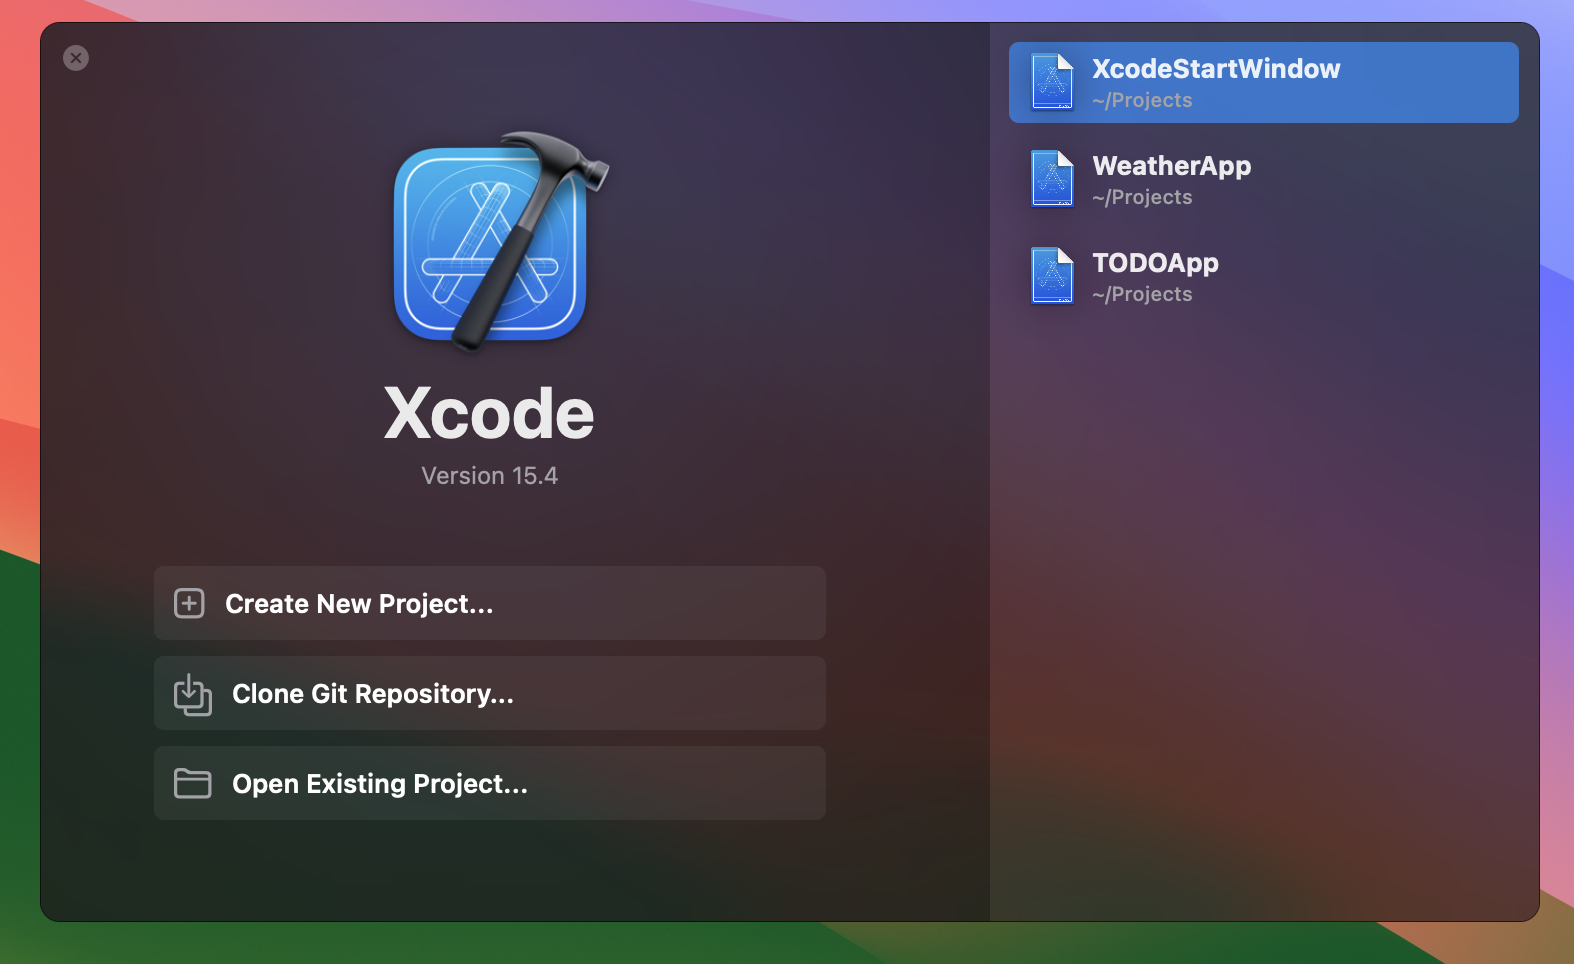 Xcode
Version 15.4
Create New Project...
Clone Git Repository...
Open Existing Project...
XcodeStartWindow
~/Projects
WeatherApp
~/Projects
TODOApp
~/Projects